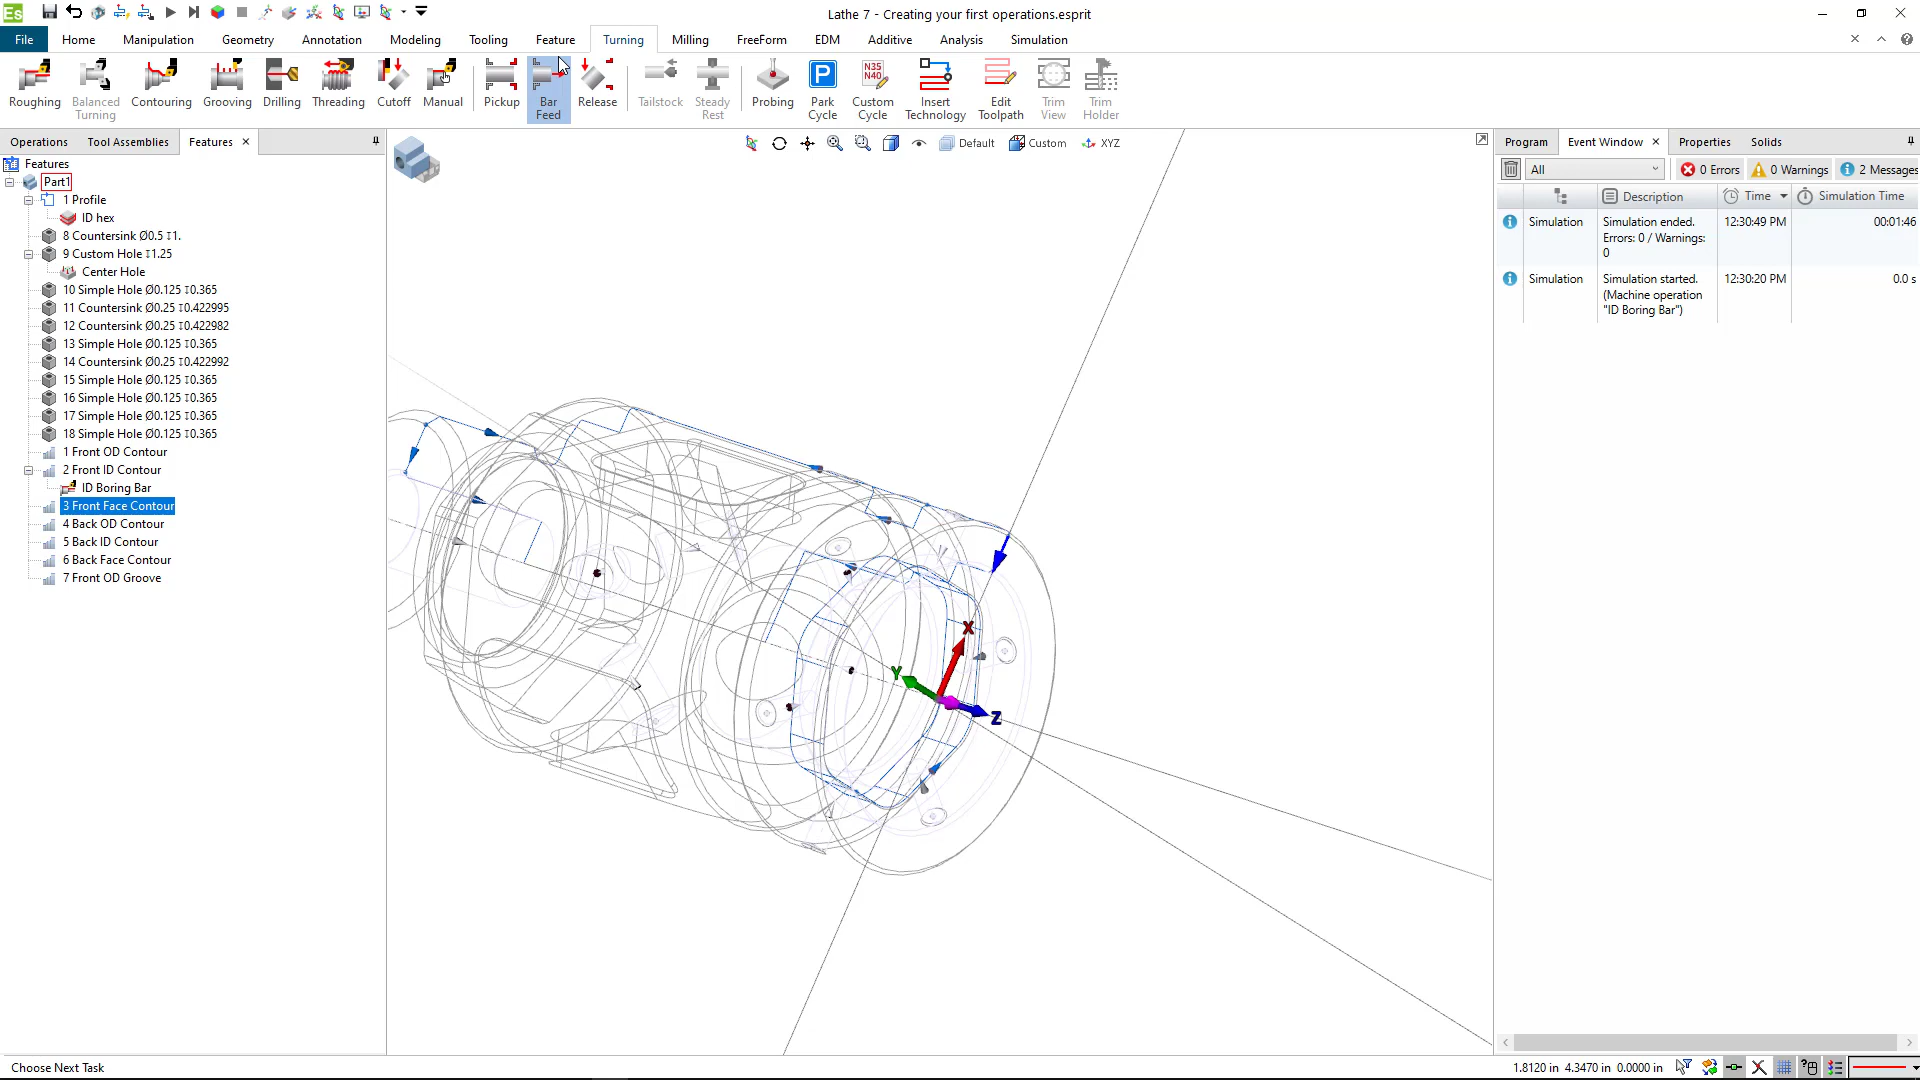 Es
Lathe 7 - Creating your first operations.esprit
File Home Manipulation Geometry Annotation Modeling Tooling Feature Turning Milling FreeForm EDM Additive Analysis Simulation
Roughing Balanced Turning Contouring Grooving Drilling Threading Cutoff Manual Pickup Bar Feed Release Tailstock Steady Rest Probing Park Cycle Custom Cycle Insert Technology Edit Toolpath Trim View Trim Holder
Operations Tool Assemblies Features
Default Custom XYZ
Features
Part1
1 Profile
ID hex
8 Countersink Ø0.5 ↧1.
9 Custom Hole ↧1.25
Center Hole
10 Simple Hole Ø0.125 ↧0.365
11 Countersink Ø0.25 ↧0.422995
12 Countersink Ø0.25 ↧0.422982
13 Simple Hole Ø0.125 ↧0.365
14 Countersink Ø0.25 ↧0.422992
15 Simple Hole Ø0.125 ↧0.365
16 Simple Hole Ø0.125 ↧0.365
17 Simple Hole Ø0.125 ↧0.365
18 Simple Hole Ø0.125 ↧0.365
1 Front OD Contour
2 Front ID Contour
ID Boring Bar
3 Front Face Contour
4 Back OD Contour
5 Back ID Contour
6 Back Face Contour
7 Front OD Groove
X
Y
Z
Program Event Window Properties Solids
All 0 Errors 0 Warnings 2 Messages
Description Time Simulation Time
Simulation Simulation ended. 12:30:49 PM 00:01:46
Errors: 0 / Warnings:
0
Simulation Simulation started. 12:30:20 PM 0.0 s
(Machine operation
"ID Boring Bar")
Choose Next Task
1.8120 in 4.3470 in 0.0000 in